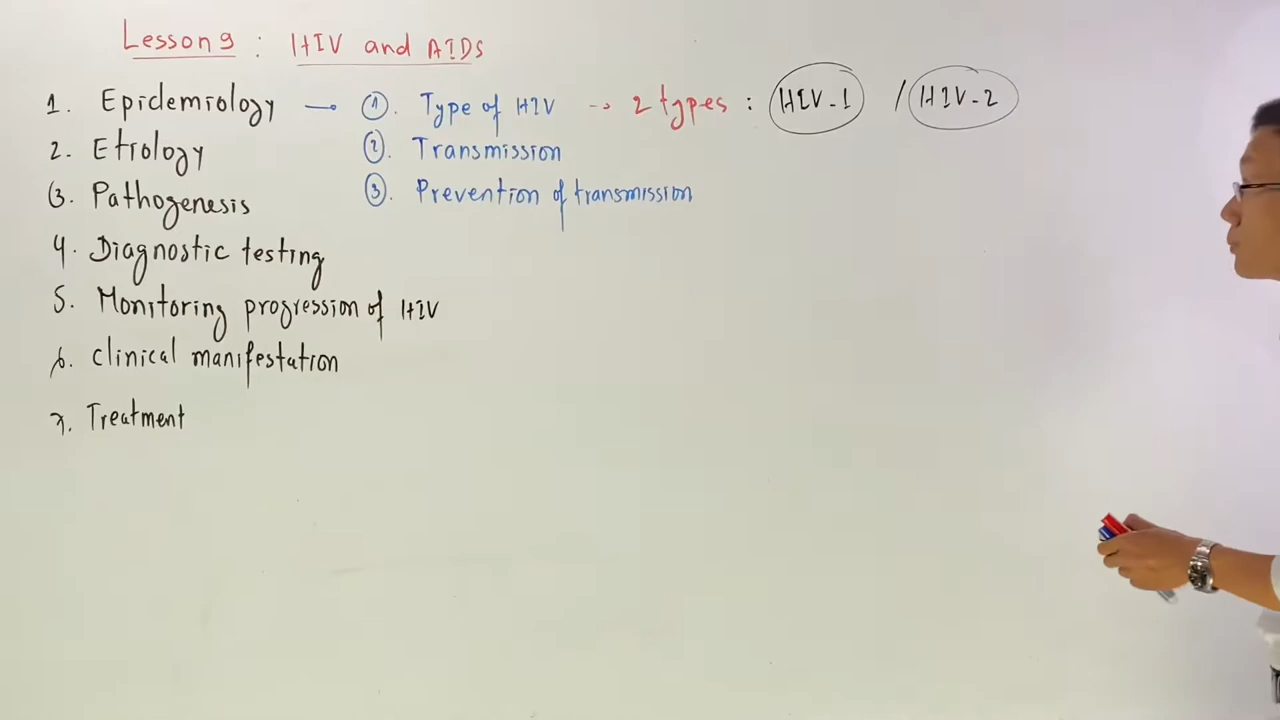 Lesson 9 : HIV and AIDS
1. Epidemiology → ①. Type of HIV → 2 types : HIV-1 / HIV-2
2. Etiology ②. Transmission
3. Pathogenesis ③. Prevention of transmission
4. Diagnostic testing
5. Monitoring progression of HIV
6. Clinical manifestation
7. Treatment